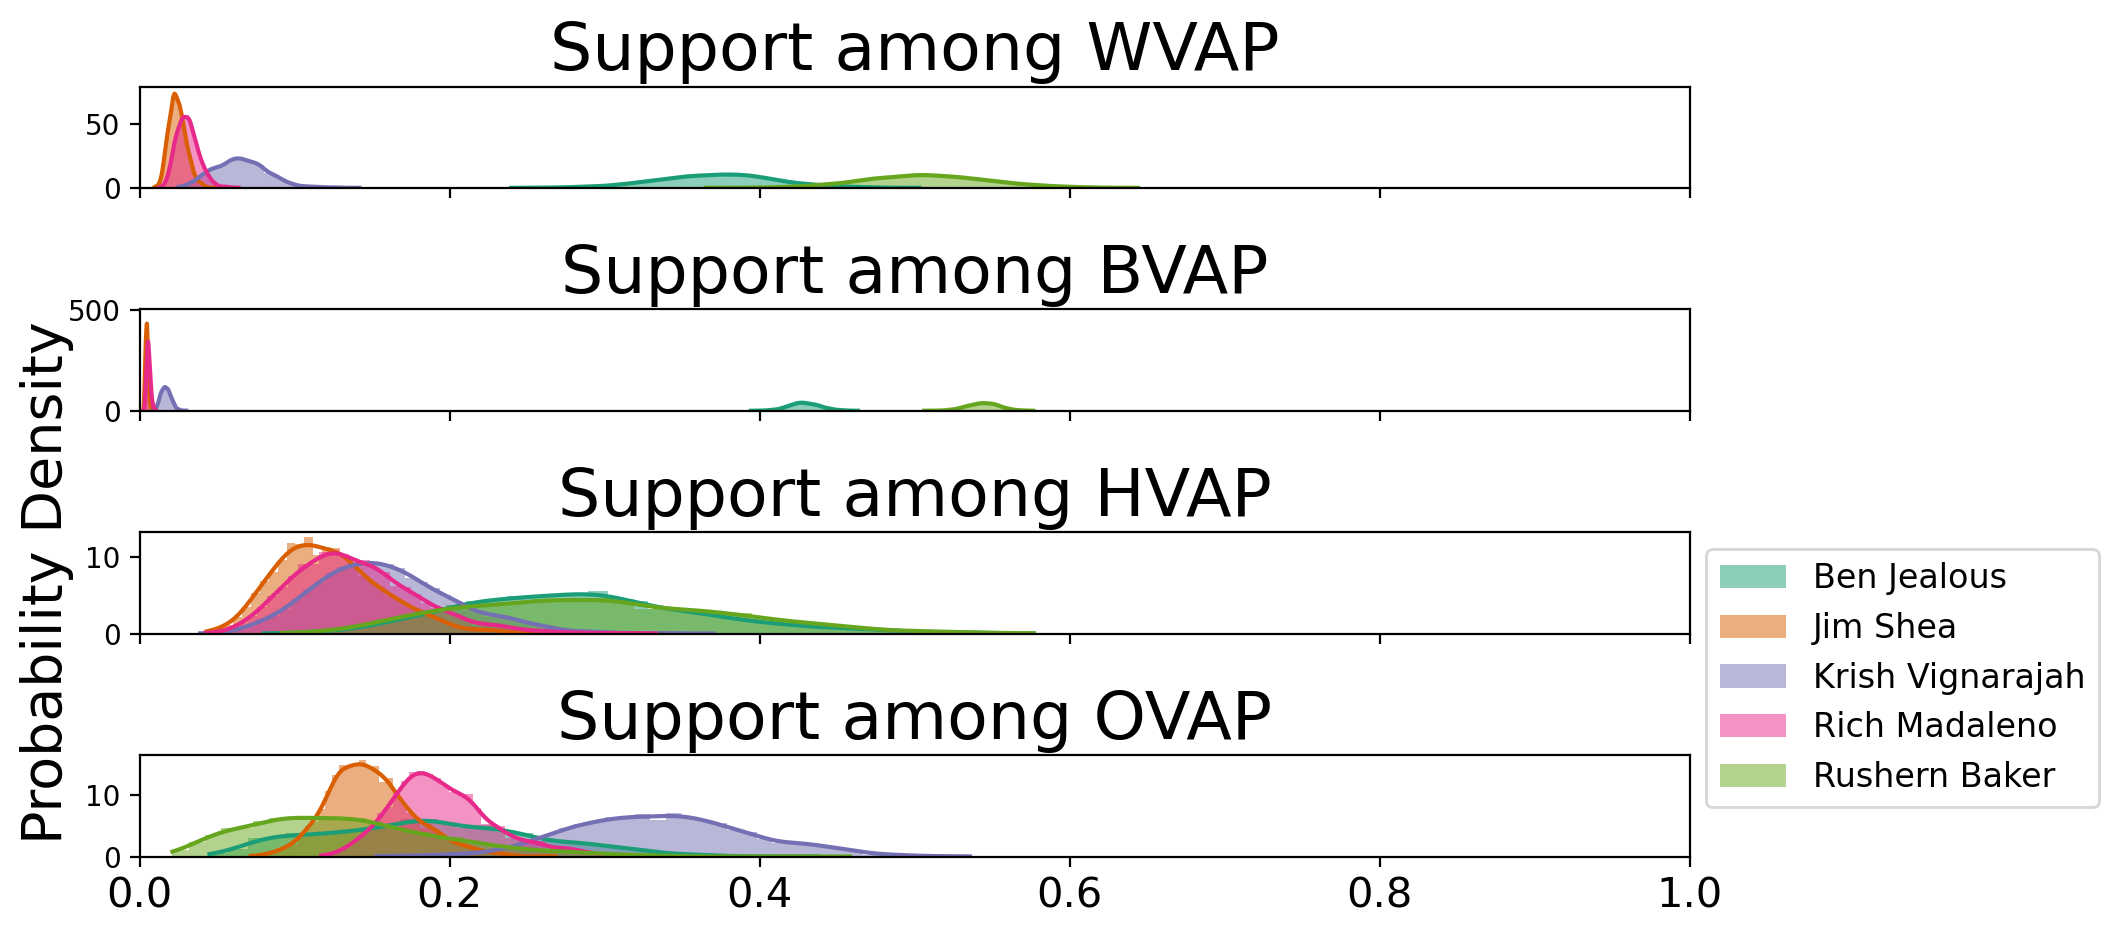 Support among WVAP
50
0
Support among BVAP
500
0
Support among HVAP
10
0
Support among OVAP
10
0
0.0 0.2 0.4 0.6 0.8 1.0
Probability Density
Ben Jealous
Jim Shea
Krish Vignarajah
Rich Madaleno
Rushern Baker